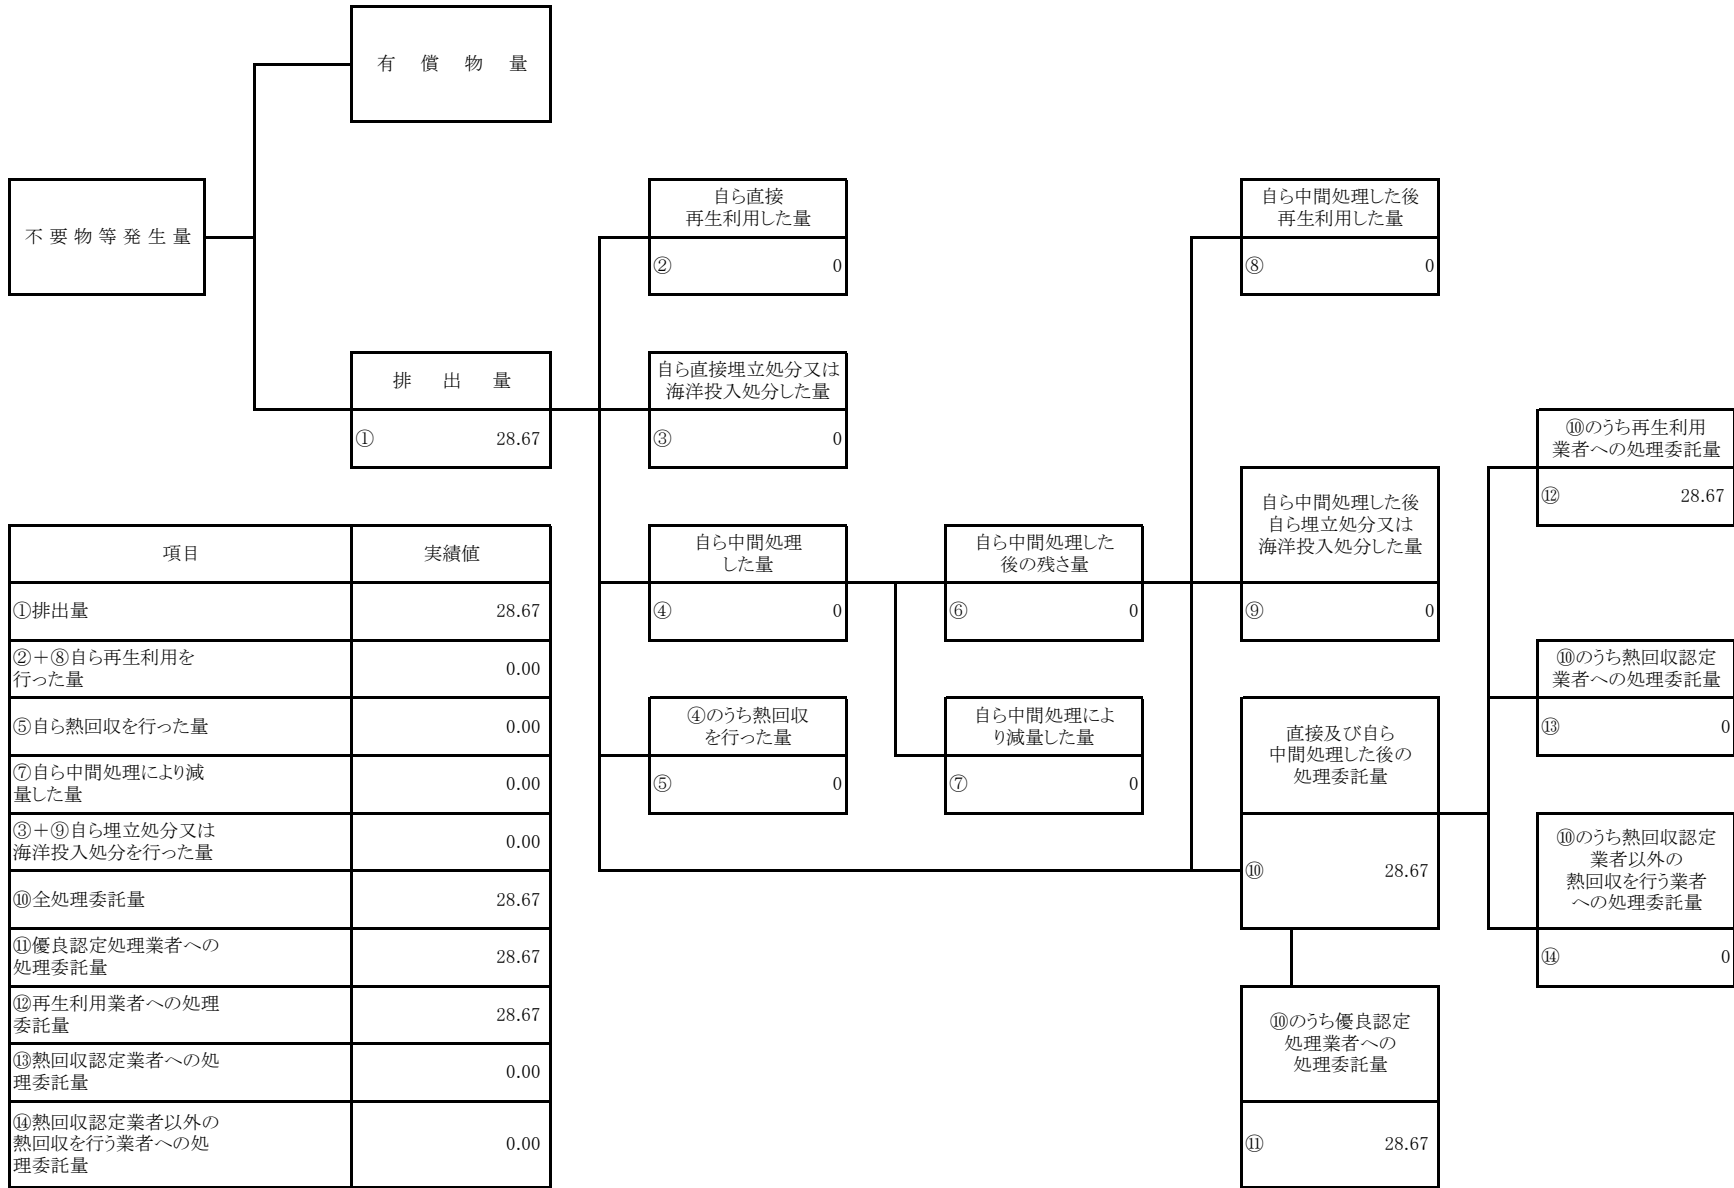 有 償 物 量
不要物等発生量
自ら直接
再生利用した量
② 0
自ら中間処理した後
再生利用した量
⑧ 0
排 出 量
① 28.67
自ら直接埋立処分又は
海洋投入処分した量
③ 0
⑩のうち再生利用
業者への処理委託量
⑫ 28.67
自ら中間処理
した量
④ 0
自ら中間処理した
後の残さ量
⑥ 0
自ら中間処理した後
自ら埋立処分又は
海洋投入処分した量
⑨ 0
⑩のうち熱回収認定
業者への処理委託量
⑬ 0
④のうち熱回収
を行った量
⑤ 0
自ら中間処理によ
り減量した量
⑦ 0
直接及び自ら
中間処理した後の
処理委託量
⑩ 28.67
⑩のうち熱回収認定
業者以外の
熱回収を行う業者
への処理委託量
⑭ 0
⑩のうち優良認定
処理業者への
処理委託量
⑪ 28.67
項目 実績値
①排出量 28.67
②+⑧自ら再生利用を
行った量 0.00
⑤自ら熱回収を行った量 0.00
⑦自ら中間処理により減
量した量 0.00
③+⑨自ら埋立処分又は
海洋投入処分を行った量 0.00
⑩全処理委託量 28.67
⑪優良認定処理業者への
処理委託量 28.67
⑫再生利用業者への処理
委託量 28.67
⑬熱回収認定業者への処
理委託量 0.00
⑭熱回収認定業者以外の
熱回収を行う業者への処
理委託量 0.00